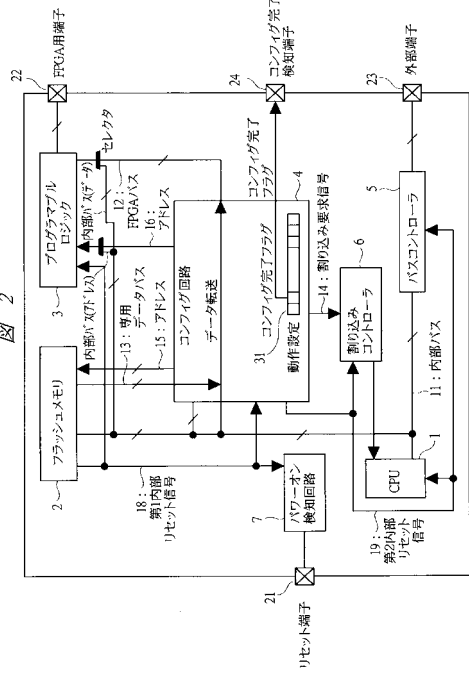 図 2
22
FPGA用端子
24
コンフィグ完了
検知端子
23
外部端子
セレクタ
プログラマブル
ロジック
3
内部バス(データ)
12:
FPGAバス
内部バス(アドレス)
16:
アドレス
コンフィグ完了
フラグ
4
5
バスコントローラ
コンフィグ回路
データ転送
コンフィグ完了フラグ
31
動作設定
14:割り込み要求信号
6
割り込み
コントローラ
フラッシュメモリ
2
13:専用
データバス
15:アドレス
11:内部バス
18:
第1内部
リセット信号
パワーオン
検知回路
7
CPU
1
19:
第2内部
リセット
信号
21
リセット端子